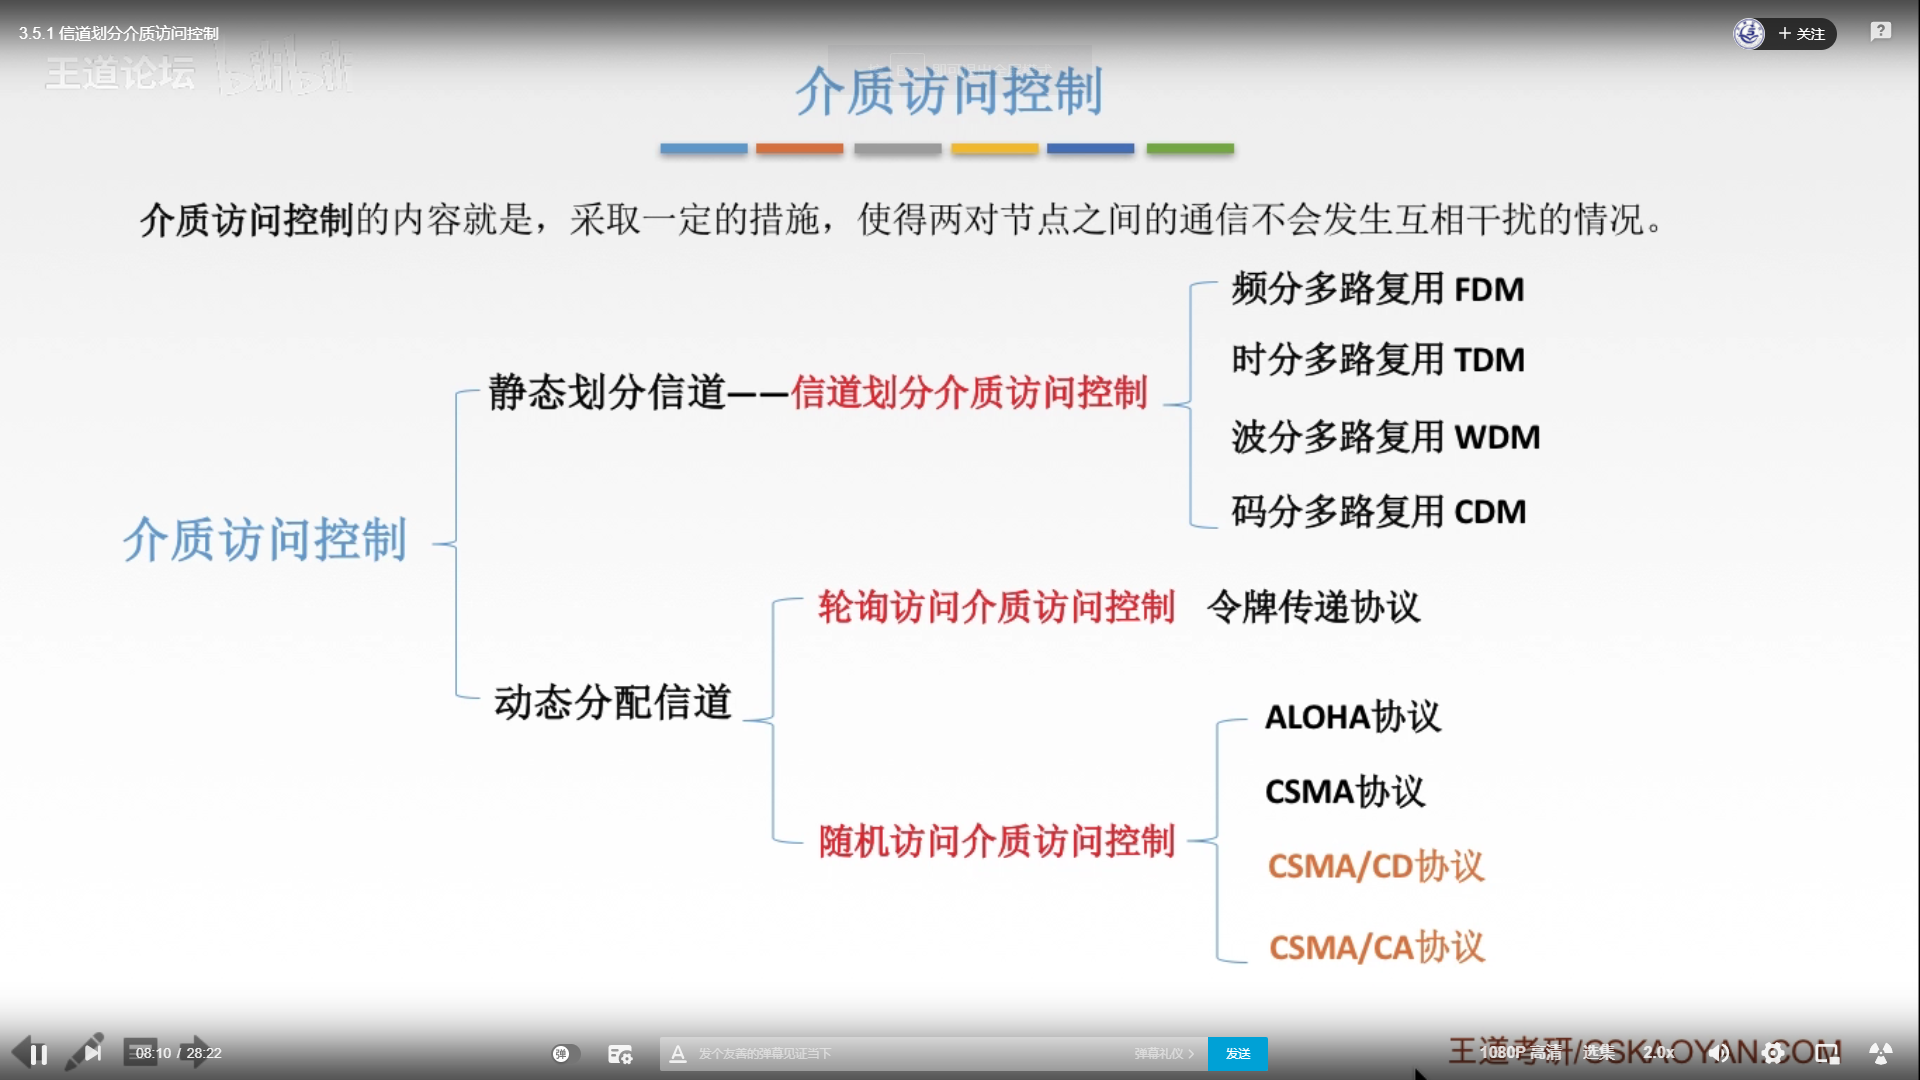 3.5.1 信道划分介质访问控制
关注
王道论坛 bilibili
介质访问控制
介质访问控制的内容就是，采取一定的措施，使得两对节点之间的通信不会发生互相干扰的情况。
频分多路复用 FDM
时分多路复用 TDM
静态划分信道——信道划分介质访问控制
波分多路复用 WDM
码分多路复用 CDM
介质访问控制
轮询访问介质访问控制 令牌传递协议
动态分配信道
ALOHA协议
CSMA协议
随机访问介质访问控制
CSMA/CD协议
CSMA/CA协议
08:10 / 28:22
弹
发个友善的弹幕见证当下
弹幕礼仪
发送
王道考研/CSKAOYAN.COM
1080P 高清
选集
2.0x